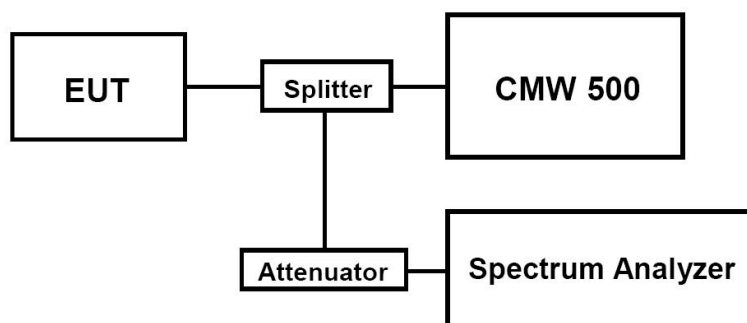 EUT
Splitter
CMW 500
Attenuator
Spectrum Analyzer